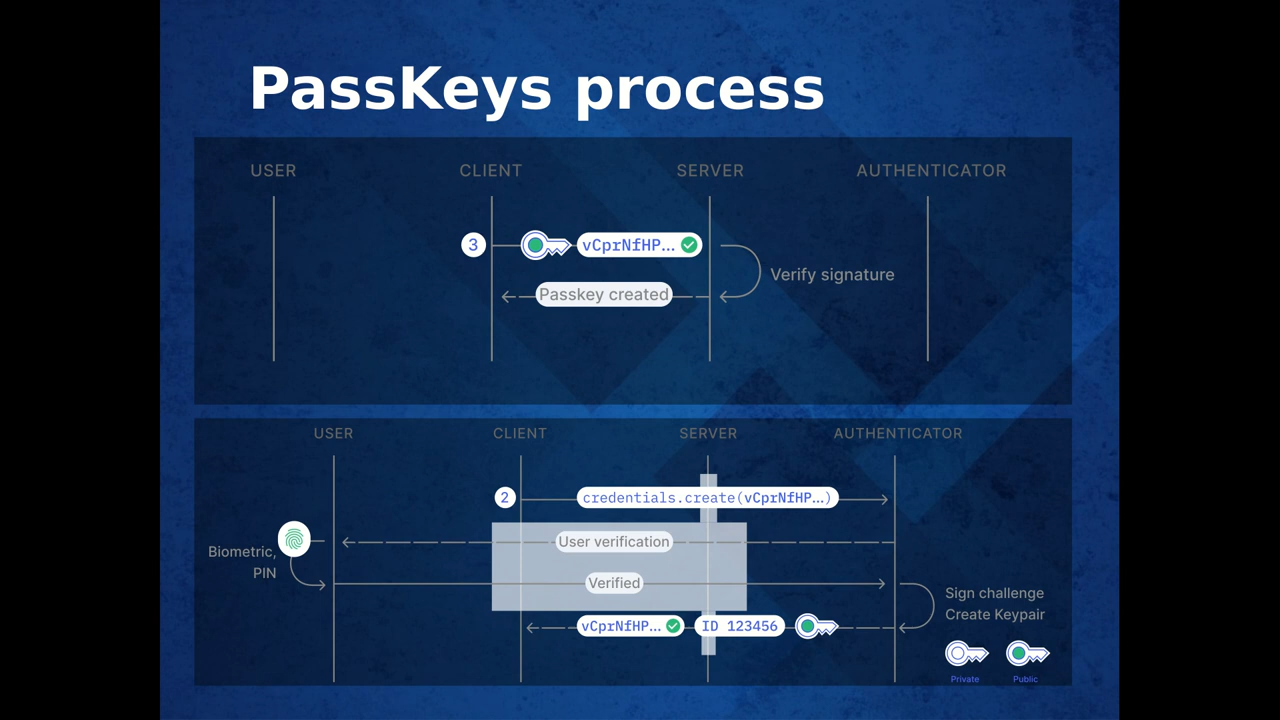 PassKeys process
USER CLIENT SERVER AUTHENTICATOR
3 vCprNfHP...
Verify signature
Passkey created
USER CLIENT SERVER AUTHENTICATOR
2 credentials.create(vCprNfHP...)
User verification
Biometric,
PIN
Verified
Sign challenge
Create Keypair
vCprNfHP... ID 123456
Private Public